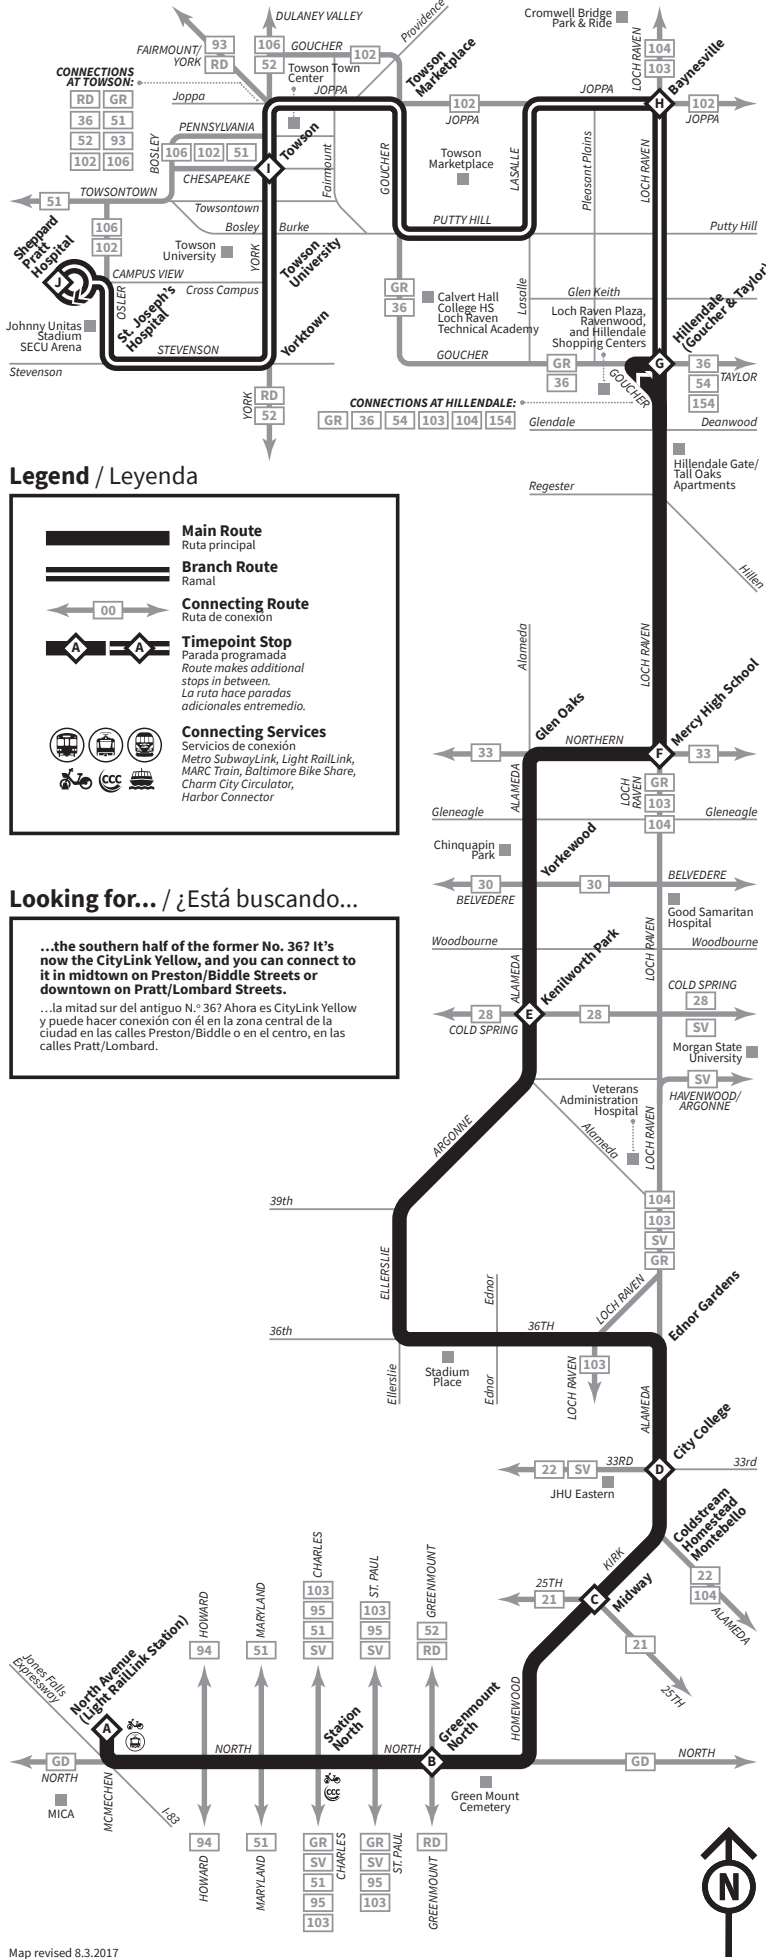 Cromwell Bridge
Park & Ride
DULANEY VALLEY
Providence
FAIRMOUNT/
YORK
93
RD
106
52
GOUCHER
102
LOCH RAVEN
104
103
CONNECTIONS
AT TOWSON:
RD GR
36 51
52 93
102 106
Towson Town
Center
Towson
Marketplace
Baynesville
Joppa
JOPPA
JOPPA
102
JOPPA
H
102
JOPPA
PENNSYLVANIA
BOSLEY
106 102 51
Towson
I
CHESAPEAKE
Fairmount
GOUCHER
Towson
Marketplace
LASALLE
Pleasant Plains
LOCH RAVEN
51
TOWSONTOWN
Towsontown
106
102
Bosley
Burke
PUTTY HILL
Putty Hill
Sheppard
Pratt
Hospital
J
Towson
University
YORK
Towson
University
CAMPUS VIEW
Cross Campus
OSLER
St. Joseph's
Hospital
GR
36
Calvert Hall
College HS
Loch Raven
Technical Academy
Lasalle
Glen Keith
Loch Raven Plaza,
Ravenwood,
and Hillendale
Shopping Centers
Hillendale
(Goucher & Taylor)
Johnny Unitas
Stadium
SECU Arena
STEVENSON
Stevenson
Yorktown
GOUCHER
GR
36
GOUCHER
G
36
54
154
TAYLOR
YORK
RD
52
CONNECTIONS AT HILLENDALE:
GR 36 54 103 104 154
Glendale
Deanwood
Hillendale Gate/
Tall Oaks
Apartments
Regester
Hillen
Legend / Leyenda
Main Route
Ruta principal
Branch Route
Ramal
00
Connecting Route
Ruta de conexión
A A
Timepoint Stop
Parada programada
Route makes additional
stops in between.
La ruta hace paradas
adicionales entremedio.
Connecting Services
Servicios de conexión
Metro SubwayLink, Light RailLink,
MARC Train, Baltimore Bike Share,
Charm City Circulator,
Harbor Connector
CCC
Alameda
LOCH RAVEN
Glen Oaks
Mercy High School
33
NORTHERN
F
33
ALAMEDA
LOCH
RAVEN
GR
103
104
Gleneagle
Gleneagle
Chinquapin
Park
Yorkewood
30
BELVEDERE
30
BELVEDERE
Good Samaritan
Hospital
Looking for... / ¿Está buscando...
...the southern half of the former No. 36? It's
now the CityLink Yellow, and you can connect to
it in midtown on Preston/Biddle Streets or
downtown on Pratt/Lombard Streets.
...la mitad sur del antiguo N.º 36? Ahora es CityLink Yellow
y puede hacer conexión con él en la zona central de la
ciudad en las calles Preston/Biddle o en el centro, en las
calles Pratt/Lombard.
Woodbourne
Woodbourne
ALAMEDA
LOCH RAVEN
Kenilworth Park
28
COLD SPRING
E
28
COLD SPRING
28
SV
Morgan State
University
SV
HAVENWOOD/
ARGONNE
Veterans
Administration
Hospital
Alameda
LOCH RAVEN
ARGONNE
39th
104
103
SV
GR
ELLERSLIE
Ednor
LOCH RAVEN
Ednor Gardens
36th
36TH
Ellerslie
Stadium
Place
Ednor
LOCH RAVEN
103
ALAMEDA
City College
22 SV
33RD
D
33rd
JHU Eastern
Coldstream
Homestead
Montebello
KIRK
22
104
ALAMEDA
25TH
21
C
Midway
21
25TH
HOWARD
94
MARYLAND
51
CHARLES
103
95
51
SV
ST. PAUL
103
95
SV
GREENMOUNT
52
RD
Jones Falls
Expressway
North Avenue
(Light RailLink Station)
A
Station
North
Greenmount
North
HOMEWOOD
GD
NORTH
NORTH
NORTH
B
GD
NORTH
MICA
MCMECHEN
I-83
CCC
Green Mount
Cemetery
94
HOWARD
51
MARYLAND
GR
SV
51
95
103
CHARLES
GR
SV
95
103
ST. PAUL
RD
GREENMOUNT
N
Map revised 8.3.2017